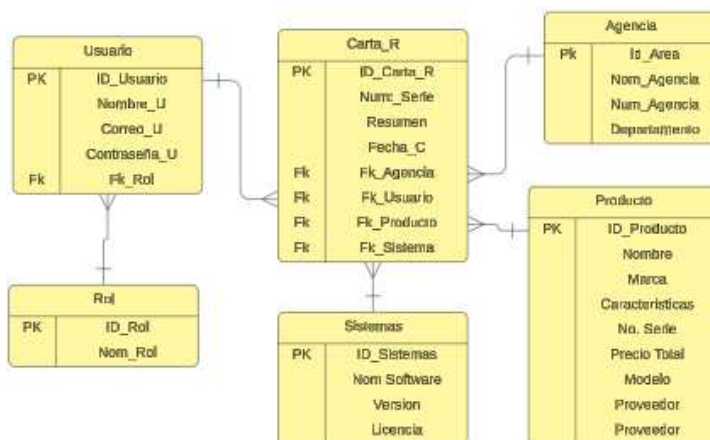 Usuario
PK ID_Usuario
Nombre_U
Correo_U
Contraseña_U
Fk Fk_Rol
Rol
PK ID_Rol
Nom_Rol
Carta_R
PK ID_Carta_R
Num_Serie
Resumen
Fecha_C
Fk Fk_Agencia
Fk Fk_Usuario
Fk Fk_Producto
Fk Fk_Sistema
Sistemas
PK ID_Sistemas
Nom Software
Version
Licencia
Agencia
Pk Id_Area
Nom_Agencia
Num_Agencia
Departamento
Producto
PK ID_Producto
Nombre
Marca
Caracteristicas
No. Serie
Precio Total
Modelo
Proveedor
Proveedor